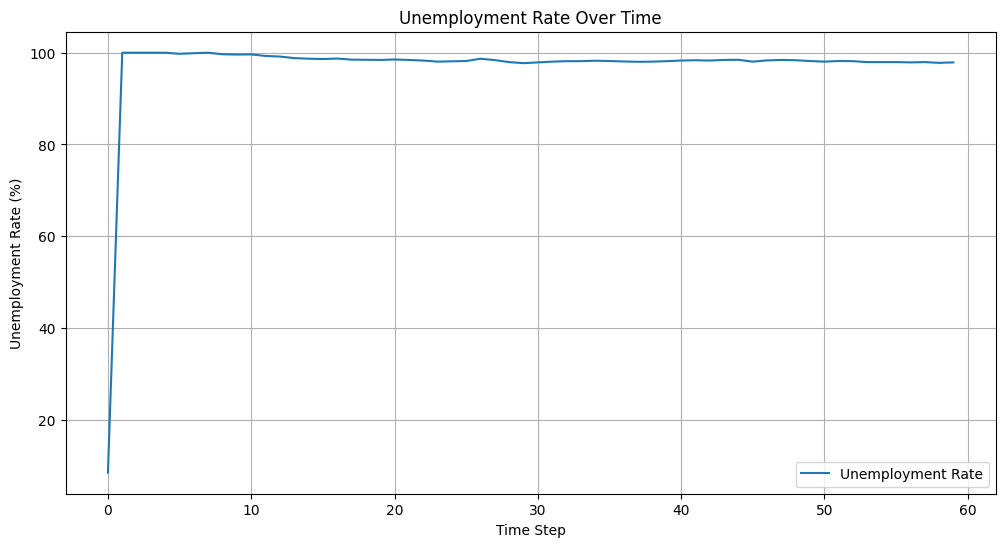 Unemployment Rate Over Time
Unemployment Rate (%)
100
80
60
40
20
0 10 20 30 40 50 60
Time Step
Unemployment Rate